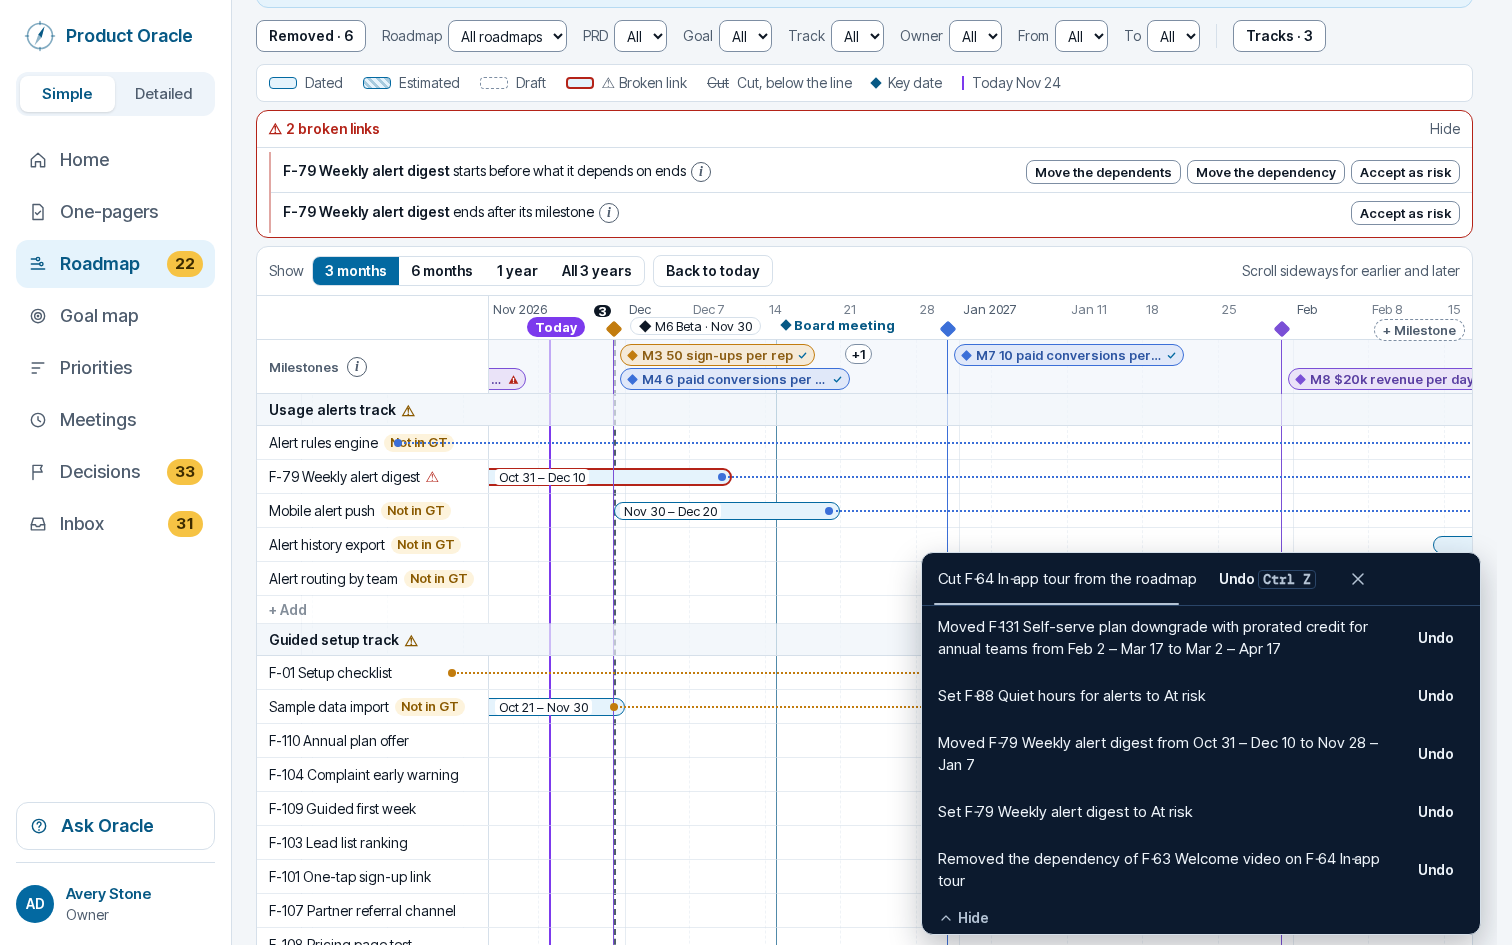 Product Oracle
Simple
Detailed
Home
One-pagers
Roadmap 22
Goal map
Priorities
Meetings
Decisions 33
Inbox 31
Ask Oracle
AD
Avery Stone
Owner
Removed · 6 Roadmap All roadmaps PRD All Goal All Track All Owner All From All To All Tracks · 3
Dated Estimated Draft ⚠ Broken link Cut Cut, below the line Key date Today Nov 24
⚠ 2 broken links Hide
F-79 Weekly alert digest starts before what it depends on ends i Move the dependents Move the dependency Accept as risk
F-79 Weekly alert digest ends after its milestone i Accept as risk
Show 3 months 6 months 1 year All 3 years Back to today Scroll sideways for earlier and later
Nov 2026 3 Dec Dec 7 14 21 28 Jan 2027 Jan 11 18 25 Feb Feb 8 15
Today M6 Beta · Nov 30 Board meeting + Milestone
Milestones i
M3 50 sign-ups per rep ✓ +1 M7 10 paid conversions per... ✓
... M4 6 paid conversions per ... ✓ M8 $20k revenue per day
Usage alerts track ⚠
Alert rules engine Not in GT
F-79 Weekly alert digest ⚠ Oct 31 – Dec 10
Mobile alert push Not in GT Nov 30 – Dec 20
Alert history export Not in GT
Alert routing by team Not in GT
+ Add
Guided setup track ⚠
F-01 Setup checklist
Sample data import Not in GT Oct 21 – Nov 30
F-110 Annual plan offer
F-104 Complaint early warning
F-109 Guided first week
F-103 Lead list ranking
F-101 One-tap sign-up link
F-107 Partner referral channel
F-108 Pricing page test
Cut F-64 In-app tour from the roadmap Undo Ctrl Z
Moved F-131 Self-serve plan downgrade with prorated credit for
annual teams from Feb 2 – Mar 17 to Mar 2 – Apr 17 Undo
Set F-88 Quiet hours for alerts to At risk Undo
Moved F-79 Weekly alert digest from Oct 31 – Dec 10 to Nov 28 –
Jan 7 Undo
Set F-79 Weekly alert digest to At risk Undo
Removed the dependency of F-63 Welcome video on F-64 In-app
tour Undo
Hide